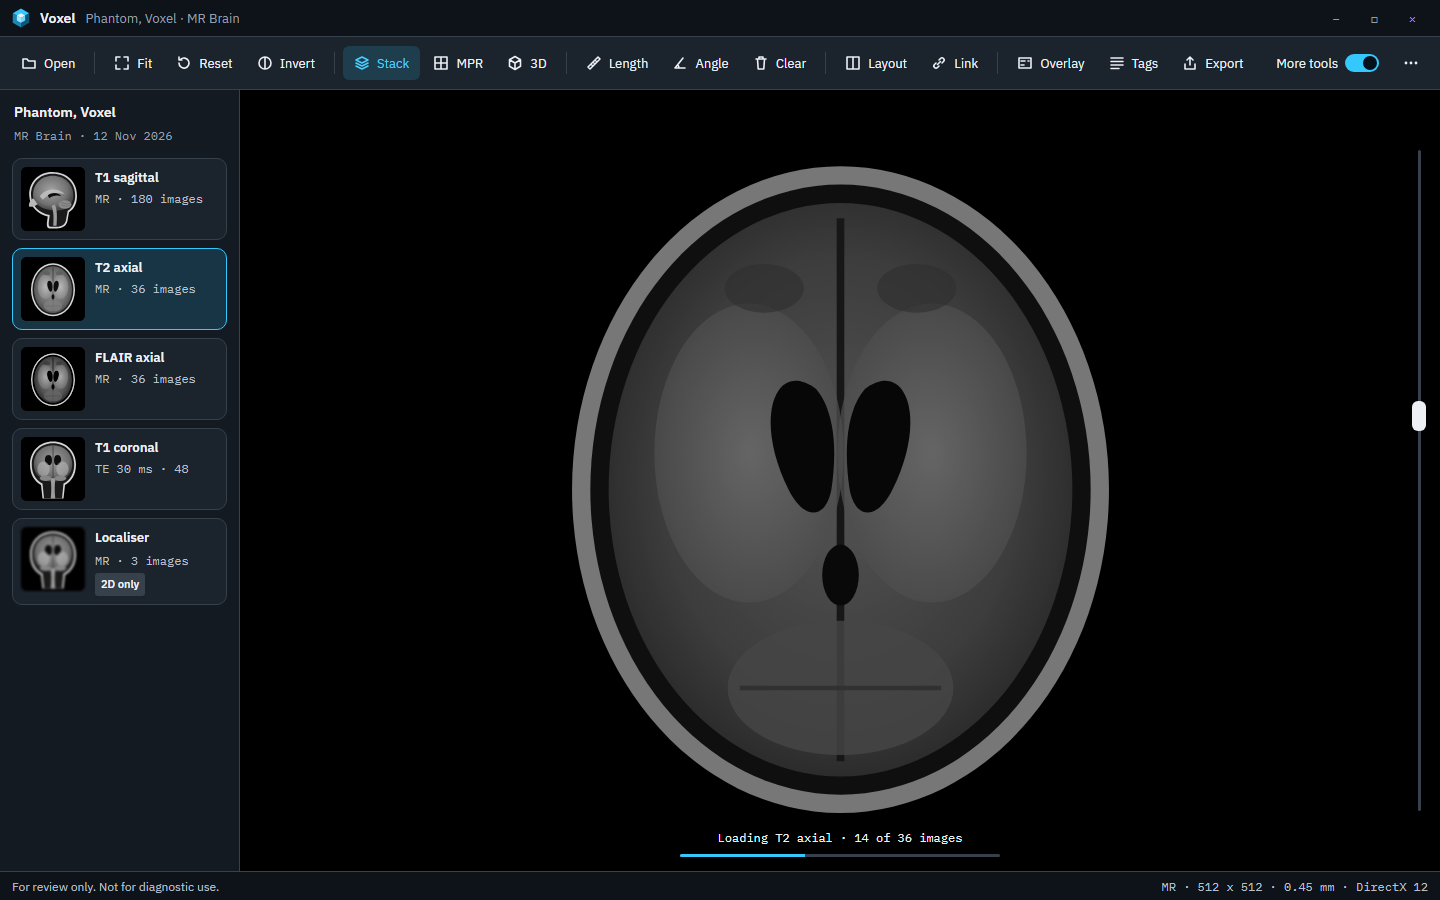 Voxel Phantom, Voxel · MR Brain
Open Fit Reset Invert Stack MPR 3D Length Angle Clear Layout Link Overlay Tags Export More tools
Phantom, Voxel
MR Brain · 12 Nov 2026
T1 sagittal
MR · 180 images
T2 axial
MR · 36 images
FLAIR axial
MR · 36 images
T1 coronal
TE 30 ms · 48
Localiser
MR · 3 images
2D only
Loading T2 axial · 14 of 36 images
For review only. Not for diagnostic use.
MR · 512 x 512 · 0.45 mm · DirectX 12